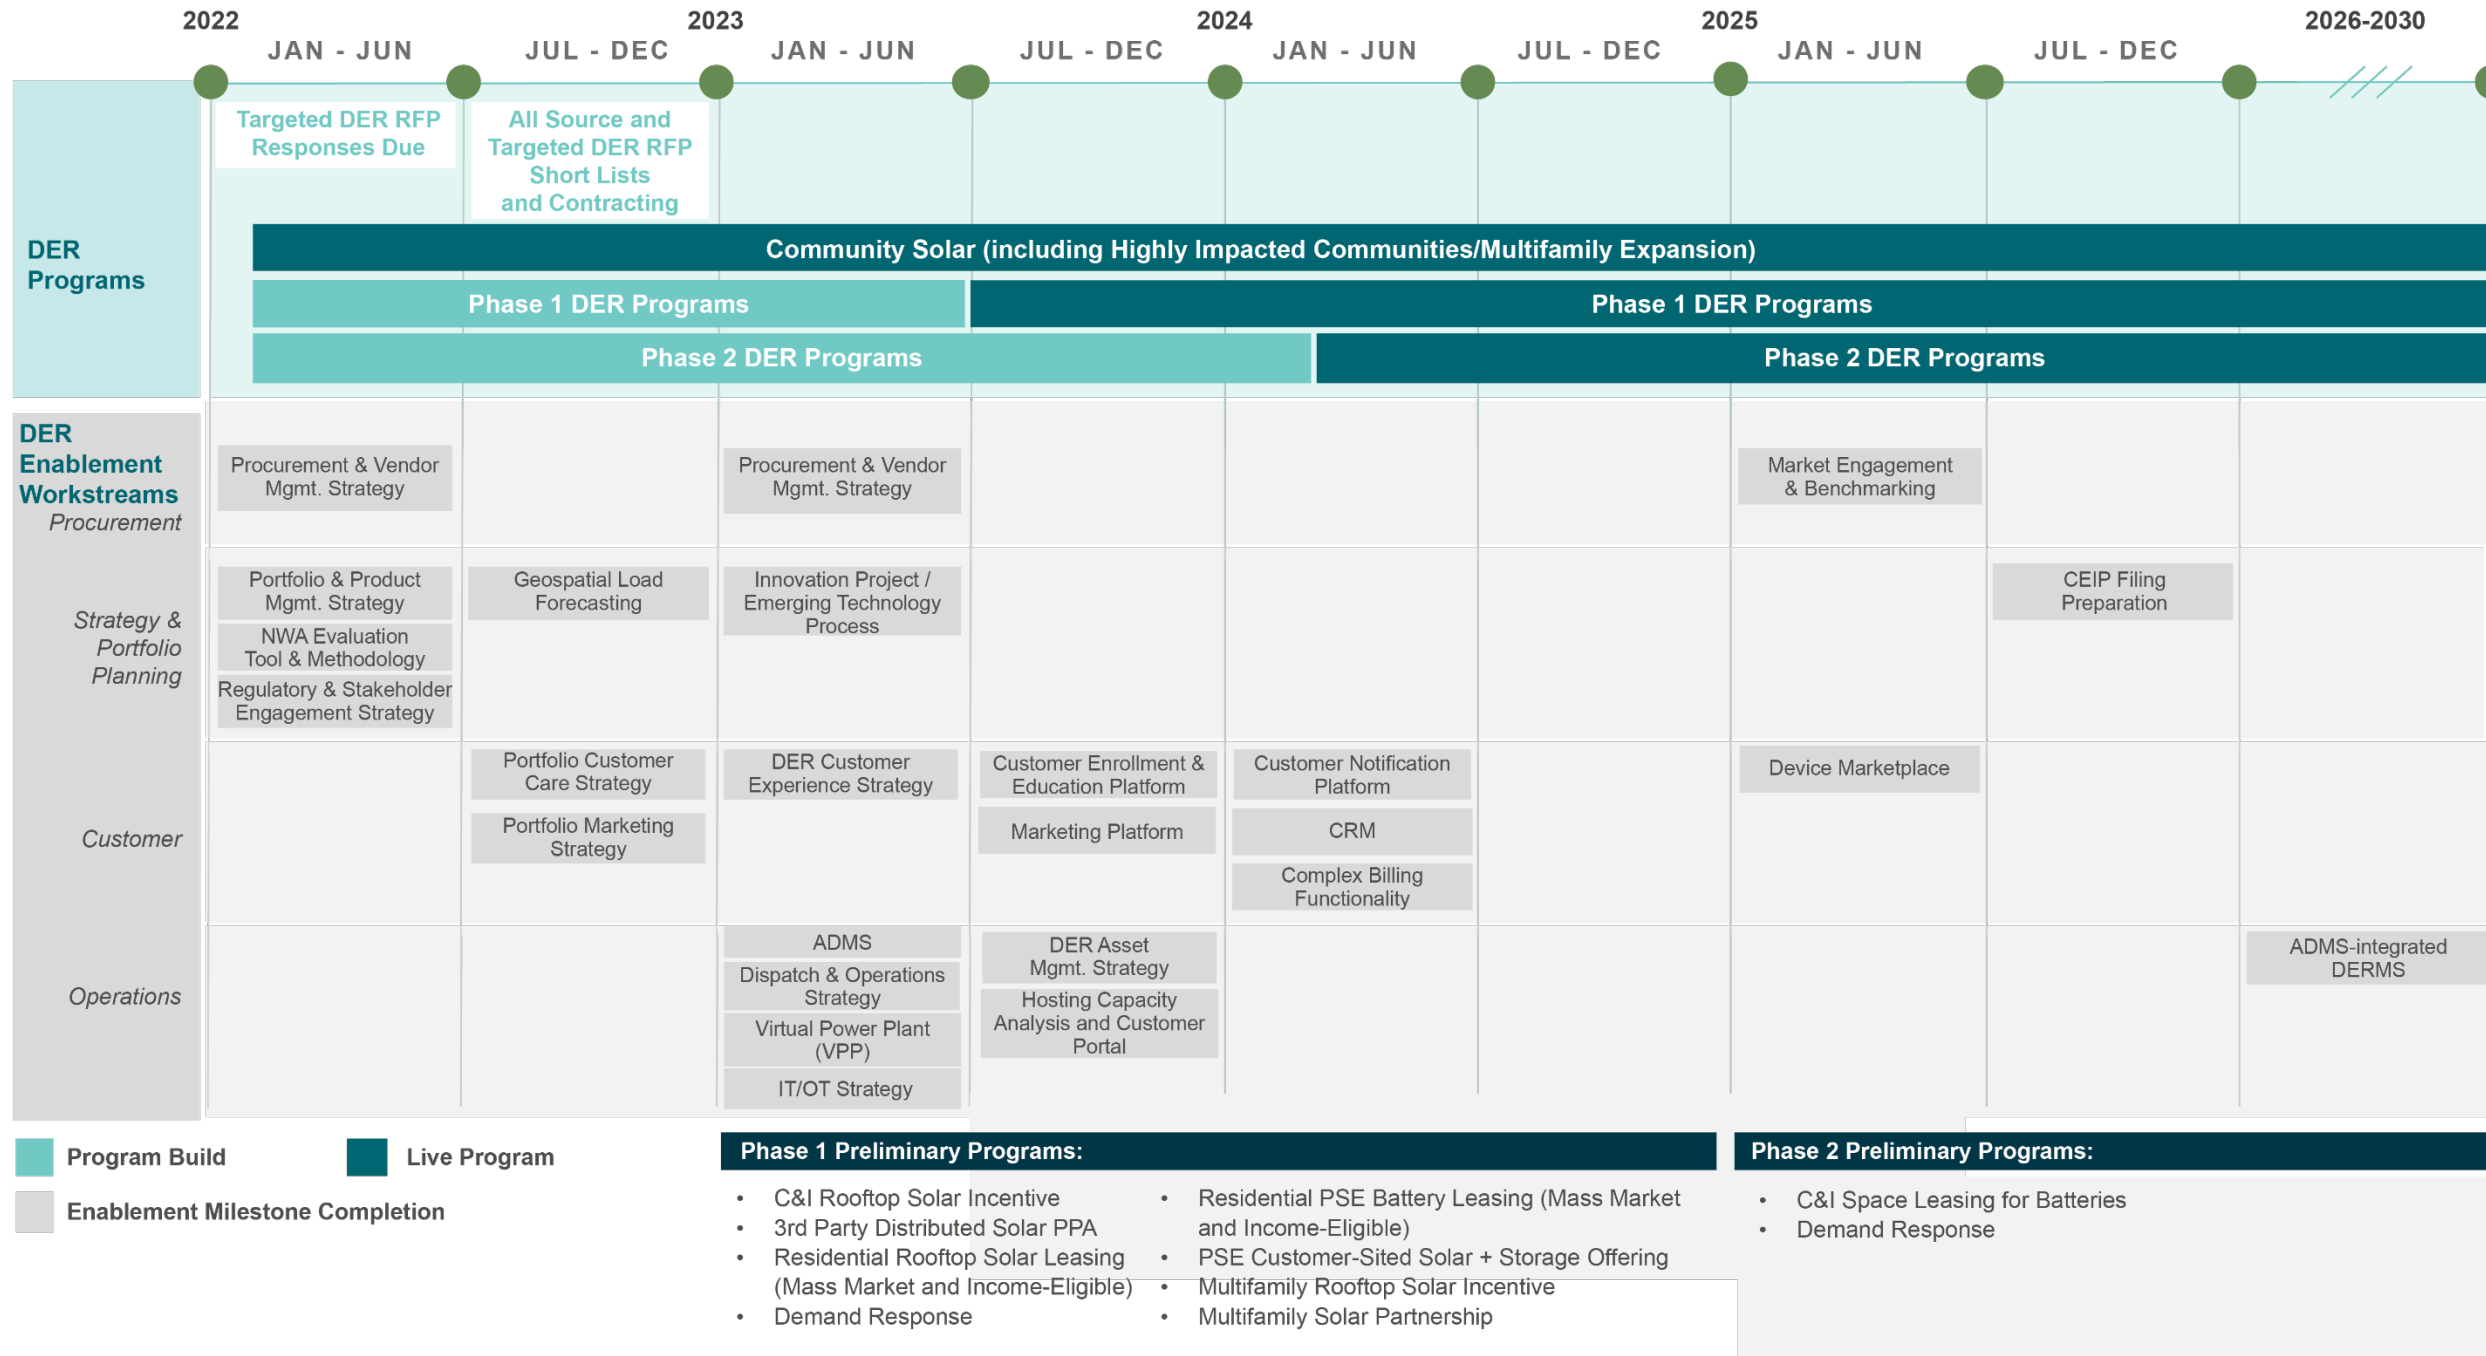 2022
2023
2024
2025
2026-2030
JAN - JUN
JUL - DEC
JAN - JUN
JUL - DEC
JAN - JUN
JUL - DEC
JAN - JUN
JUL - DEC
DER
Programs
Targeted DER RFP
Responses Due
All Source and
Targeted DER RFP
Short Lists
and Contracting
Community Solar (including Highly Impacted Communities/Multifamily Expansion)
Phase 1 DER Programs
Phase 1 DER Programs
Phase 2 DER Programs
Phase 2 DER Programs
DER
Enablement
Workstreams
Procurement
Procurement & Vendor
Mgmt. Strategy
Procurement & Vendor
Mgmt. Strategy
Market Engagement
& Benchmarking
Strategy &
Portfolio
Planning
Portfolio & Product
Mgmt. Strategy
NWA Evaluation
Tool & Methodology
Regulatory & Stakeholder
Engagement Strategy
Geospatial Load
Forecasting
Innovation Project /
Emerging Technology
Process
CEIP Filing
Preparation
Customer
Portfolio Customer
Care Strategy
Portfolio Marketing
Strategy
DER Customer
Experience Strategy
Customer Enrollment &
Education Platform
Marketing Platform
Customer Notification
Platform
CRM
Complex Billing
Functionality
Device Marketplace
Operations
ADMS
Dispatch & Operations
Strategy
Virtual Power Plant
(VPP)
IT/OT Strategy
DER Asset
Mgmt. Strategy
Hosting Capacity
Analysis and Customer
Portal
ADMS-integrated
DERMS
Program Build
Live Program
Enablement Milestone Completion
Phase 1 Preliminary Programs:
• C&I Rooftop Solar Incentive
• 3rd Party Distributed Solar PPA
• Residential Rooftop Solar Leasing
(Mass Market and Income-Eligible)
• Demand Response
• Residential PSE Battery Leasing (Mass Market
and Income-Eligible)
• PSE Customer-Sited Solar + Storage Offering
• Multifamily Rooftop Solar Incentive
• Multifamily Solar Partnership
Phase 2 Preliminary Programs:
• C&I Space Leasing for Batteries
• Demand Response